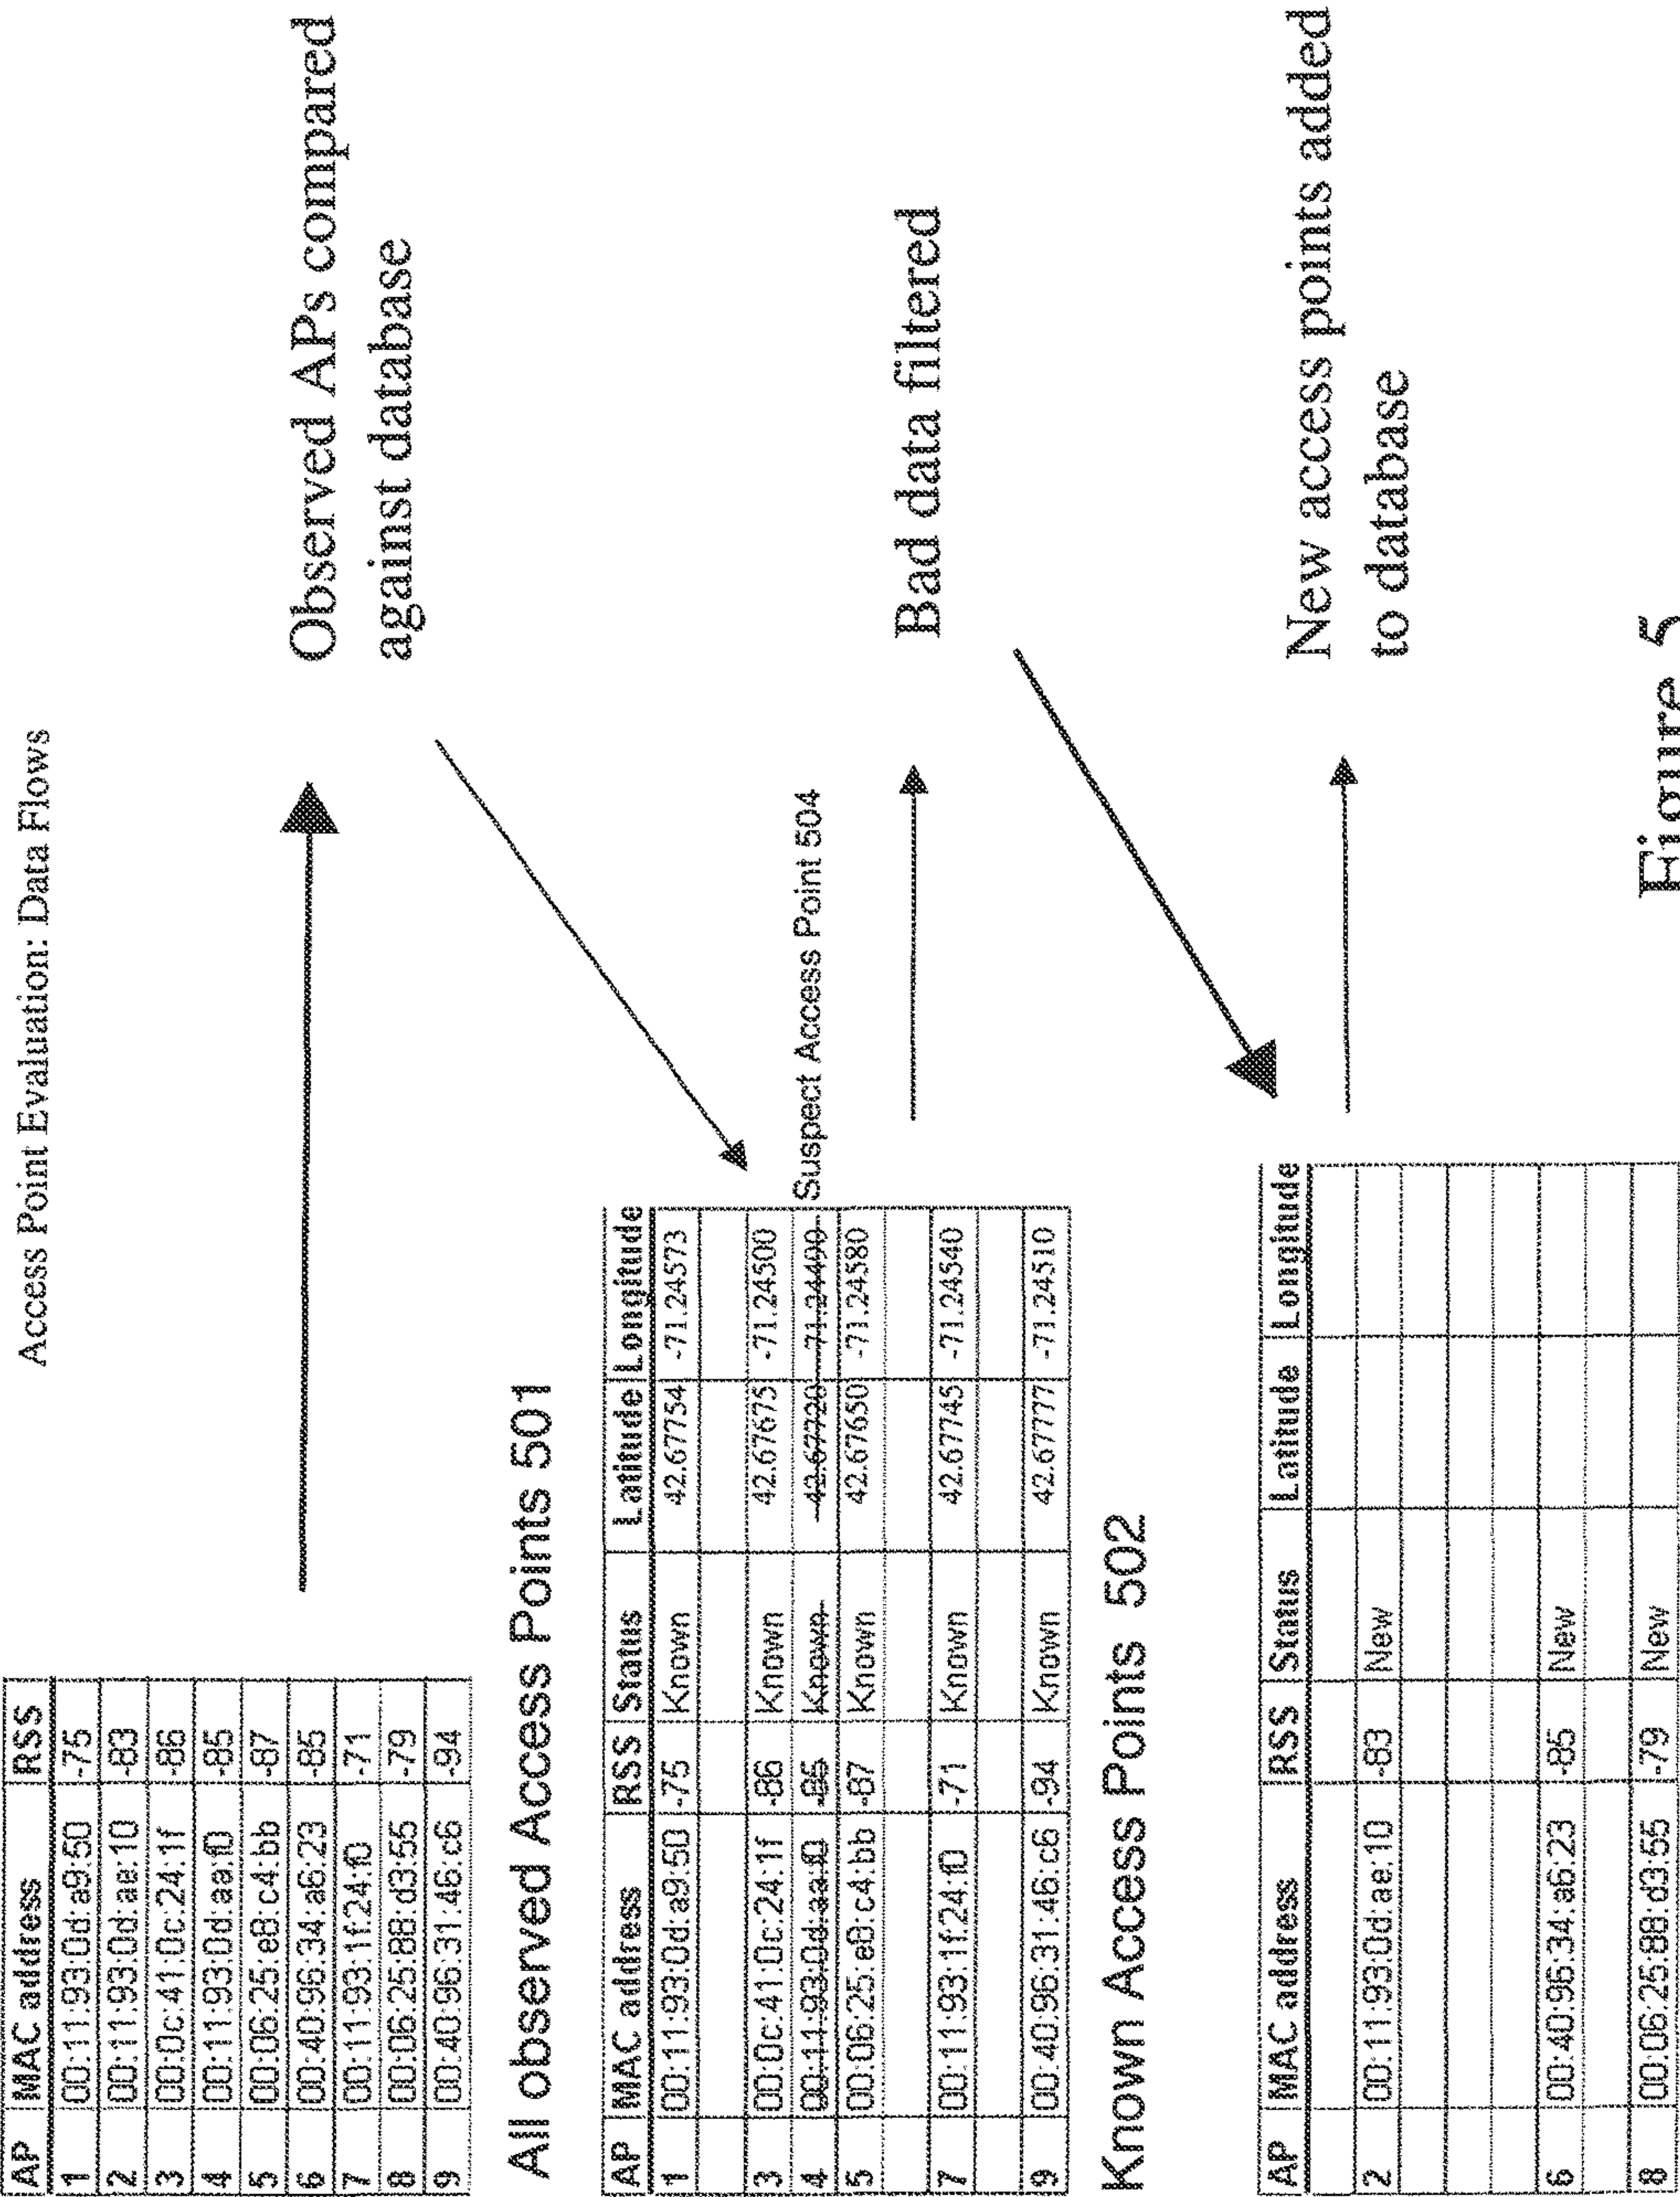 Access Point Evaluation: Data Flows
AP MAC address RSS
1 00:11:93:0d:a9:50 -75
2 00:11:93:0d:ae:10 -83
3 00:0c:41:0c:24:1f -86
4 00:11:93:0d:aa:f0 -85
5 00:06:25:e8:c4:bb -87
6 00:40:96:34:a6:23 -85
7 00:11:93:1f:24:f0 -71
8 00:06:25:88:d3:55 -79
9 00:40:96:31:46:c6 -94
Observed APs compared
against database
All observed Access Points 501
AP MAC address RSS Status Latitude Longitude
1 00:11:93:0d:a9:50 -75 Known 42.67754 -71.24573
3 00:0c:41:0c:24:1f -86 Known 42.67675 -71.24500
4 00:11:93:0d:aa:f0 -85 Known 42.67720 -71.24400
Suspect Access Point 504
5 00:06:25:e8:c4:bb -87 Known 42.67650 -71.24580
7 00:11:93:1f:24:f0 -71 Known 42.67745 -71.24540
9 00:40:96:31:46:c6 -94 Known 42.67777 -71.24510
Bad data filtered
Known Access Points 502
AP MAC address RSS Status Latitude Longitude
2 00:11:93:0d:ae:10 -83 New
6 00:40:96:34:a6:23 -85 New
8 00:06:25:88:d3:55 -79 New
New access points added
to database
Figure 5